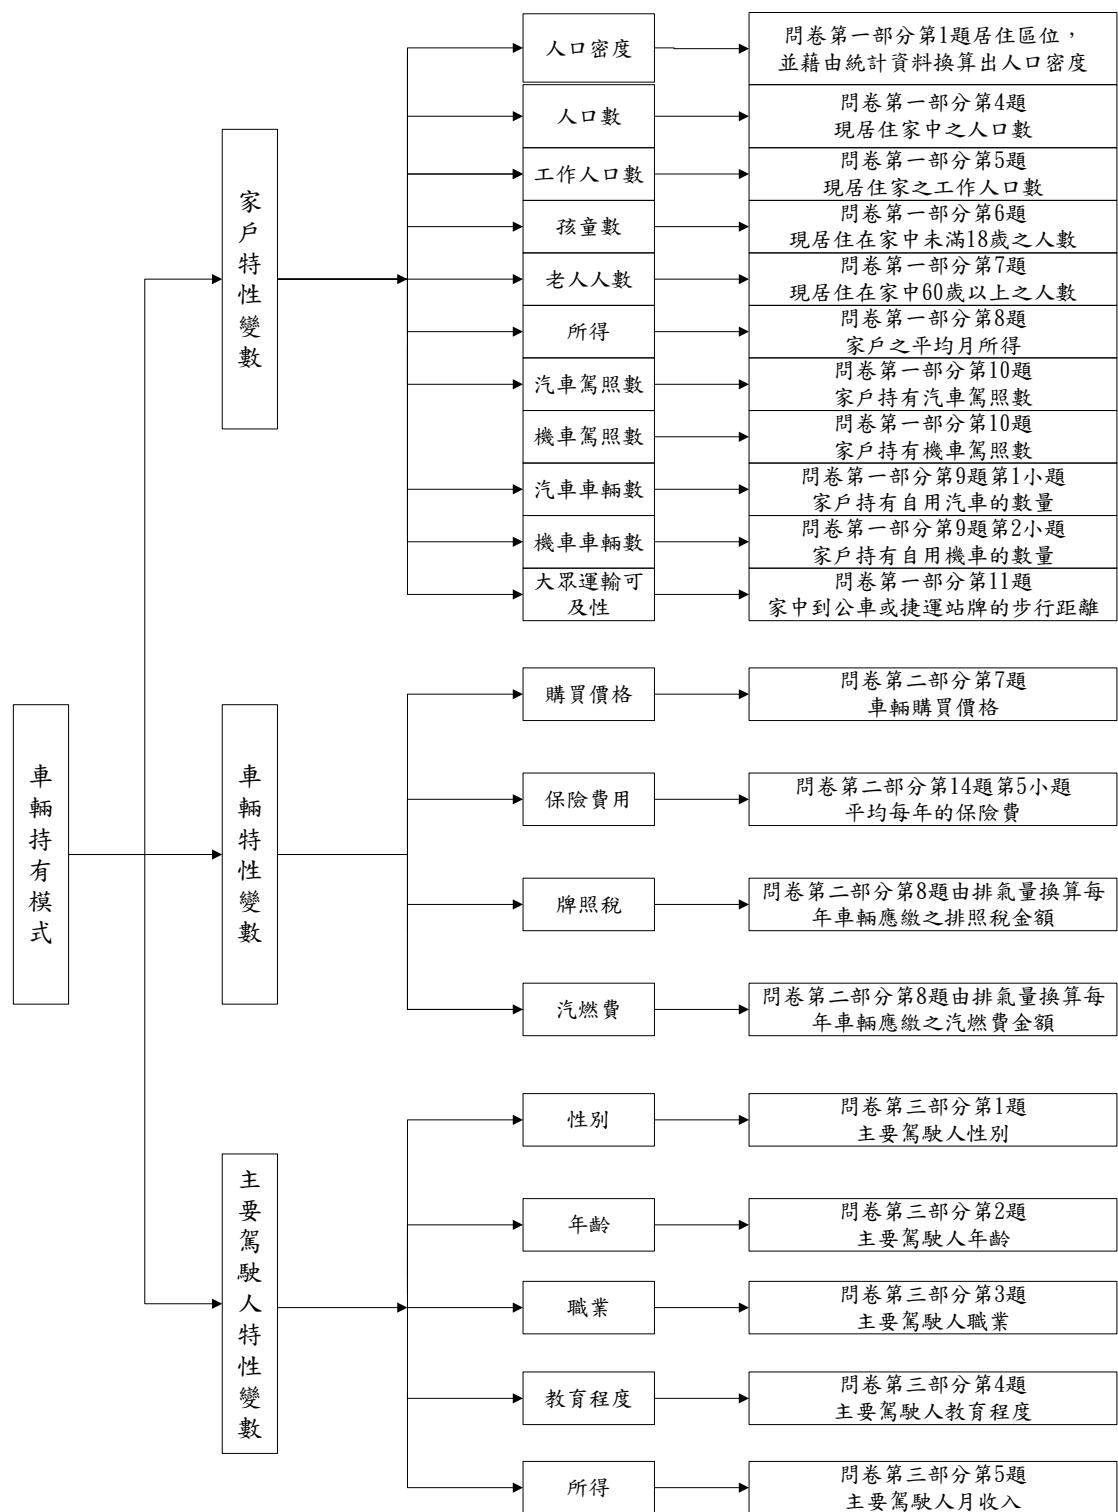 車輛持有模式
家戶特性變數
人口密度
問卷第一部分第1題居住區位，
並藉由統計資料換算出人口密度
人口數
問卷第一部分第4題
現居住家中之人口數
工作人口數
問卷第一部分第5題
現居住家之工作人口數
孩童數
問卷第一部分第6題
現居住在家中未滿18歲之人數
老人人數
問卷第一部分第7題
現居住在家中60歲以上之人數
所得
問卷第一部分第8題
家戶之平均月所得
汽車駕照數
問卷第一部分第10題
家戶持有汽車駕照數
機車駕照數
問卷第一部分第10題
家戶持有機車駕照數
汽車車輛數
問卷第一部分第9題第1小題
家戶持有自用汽車的數量
機車車輛數
問卷第一部分第9題第2小題
家戶持有自用機車的數量
大眾運輸可
及性
問卷第一部分第11題
家中到公車或捷運站牌的步行距離
車輛特性變數
購買價格
問卷第二部分第7題
車輛購買價格
保險費用
問卷第二部分第14題第5小題
平均每年的保險費
牌照稅
問卷第二部分第8題由排氣量換算每
年車輛應繳之排照稅金額
汽燃費
問卷第二部分第8題由排氣量換算每
年車輛應繳之汽燃費金額
主要駕駛人特性變數
性別
問卷第三部分第1題
主要駕駛人性別
年齡
問卷第三部分第2題
主要駕駛人年齡
職業
問卷第三部分第3題
主要駕駛人職業
教育程度
問卷第三部分第4題
主要駕駛人教育程度
所得
問卷第三部分第5題
主要駕駛人月收入